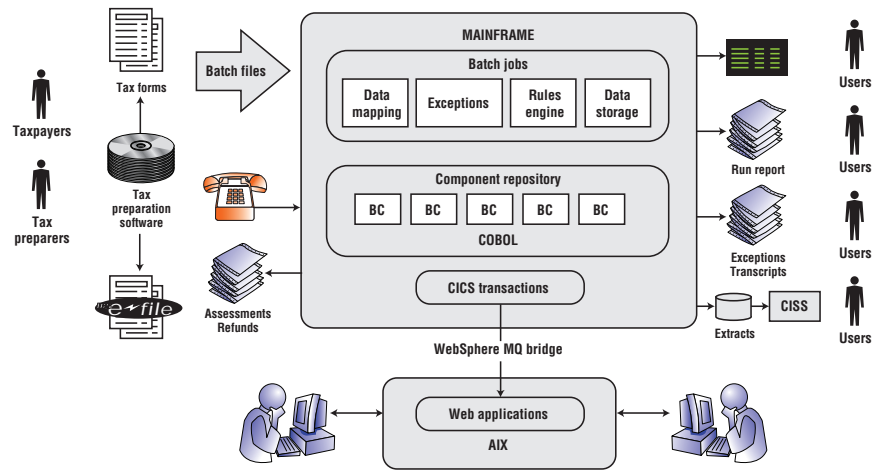 MAINFRAME
Batch files
Batch jobs
Data
mapping
Exceptions
Rules
engine
Data
storage
Tax forms
Taxpayers
Users
Run report
Users
Tax
preparers
Tax
preparation
software
Component repository
BC
BC
BC
BC
BC
COBOL
Exceptions
Transcripts
Users
e-file
Assessments
Refunds
CICS transactions
Extracts
CISS
Users
WebSphere MQ bridge
Web applications
AIX